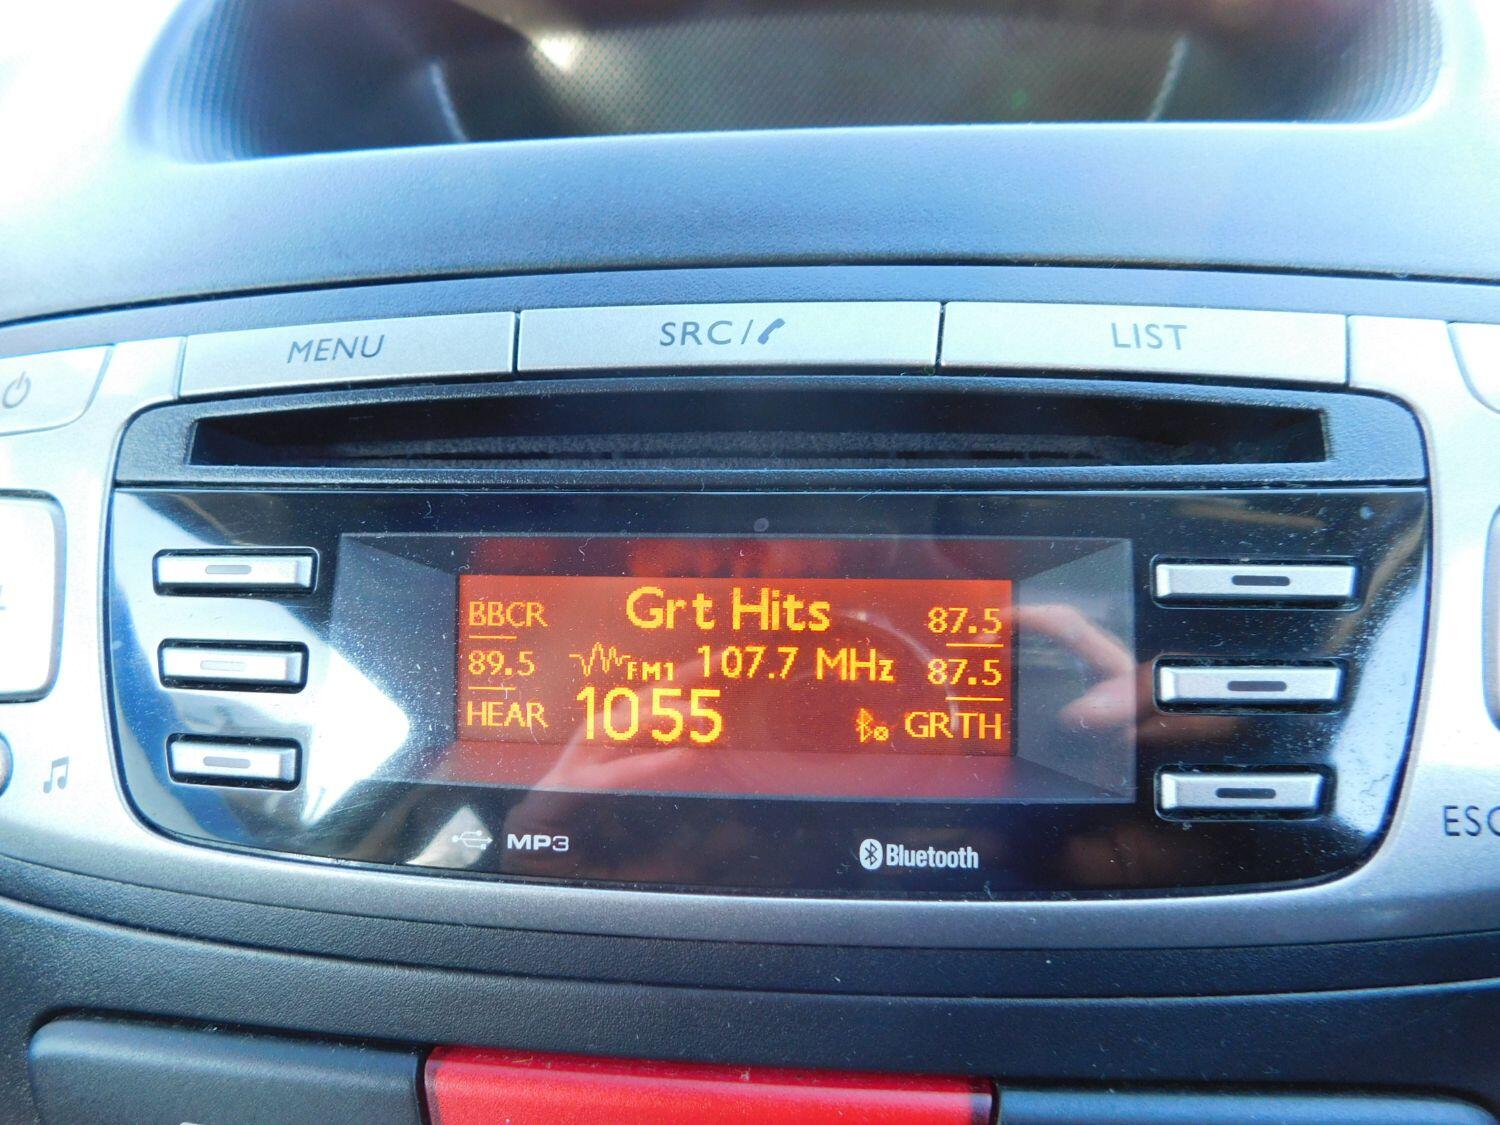 MENU
SRC/
LIST
BBCR
Grt Hits
87.5
89.5
FM1 107.7 MHz
87.5
HEAR
1055
GRTH
MP3
Bluetooth